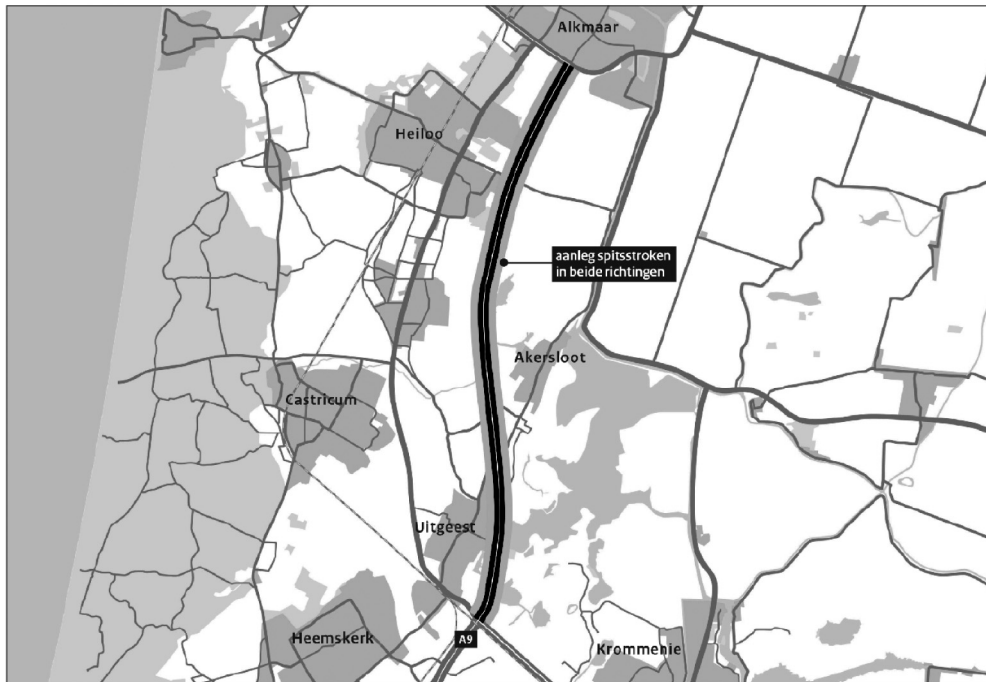 Alkmaar
Heiloo
aanleg spitsstroken
in beide richtingen
Akersloot
Castricum
Uitgeest
A9
Heemskerk
Krommenie